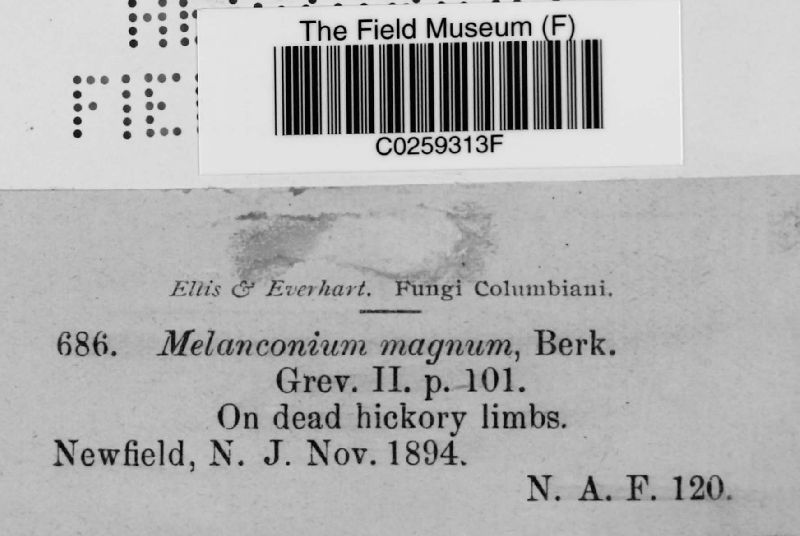 The Field Museum (F)
C0259313F
Ellis & Everhart. Fungi Columbiani.
686. Melanconium magnum, Berk.
Grev. II. p. 101.
On dead hickory limbs.
Newfield, N. J. Nov. 1894.
N. A. F. 120.